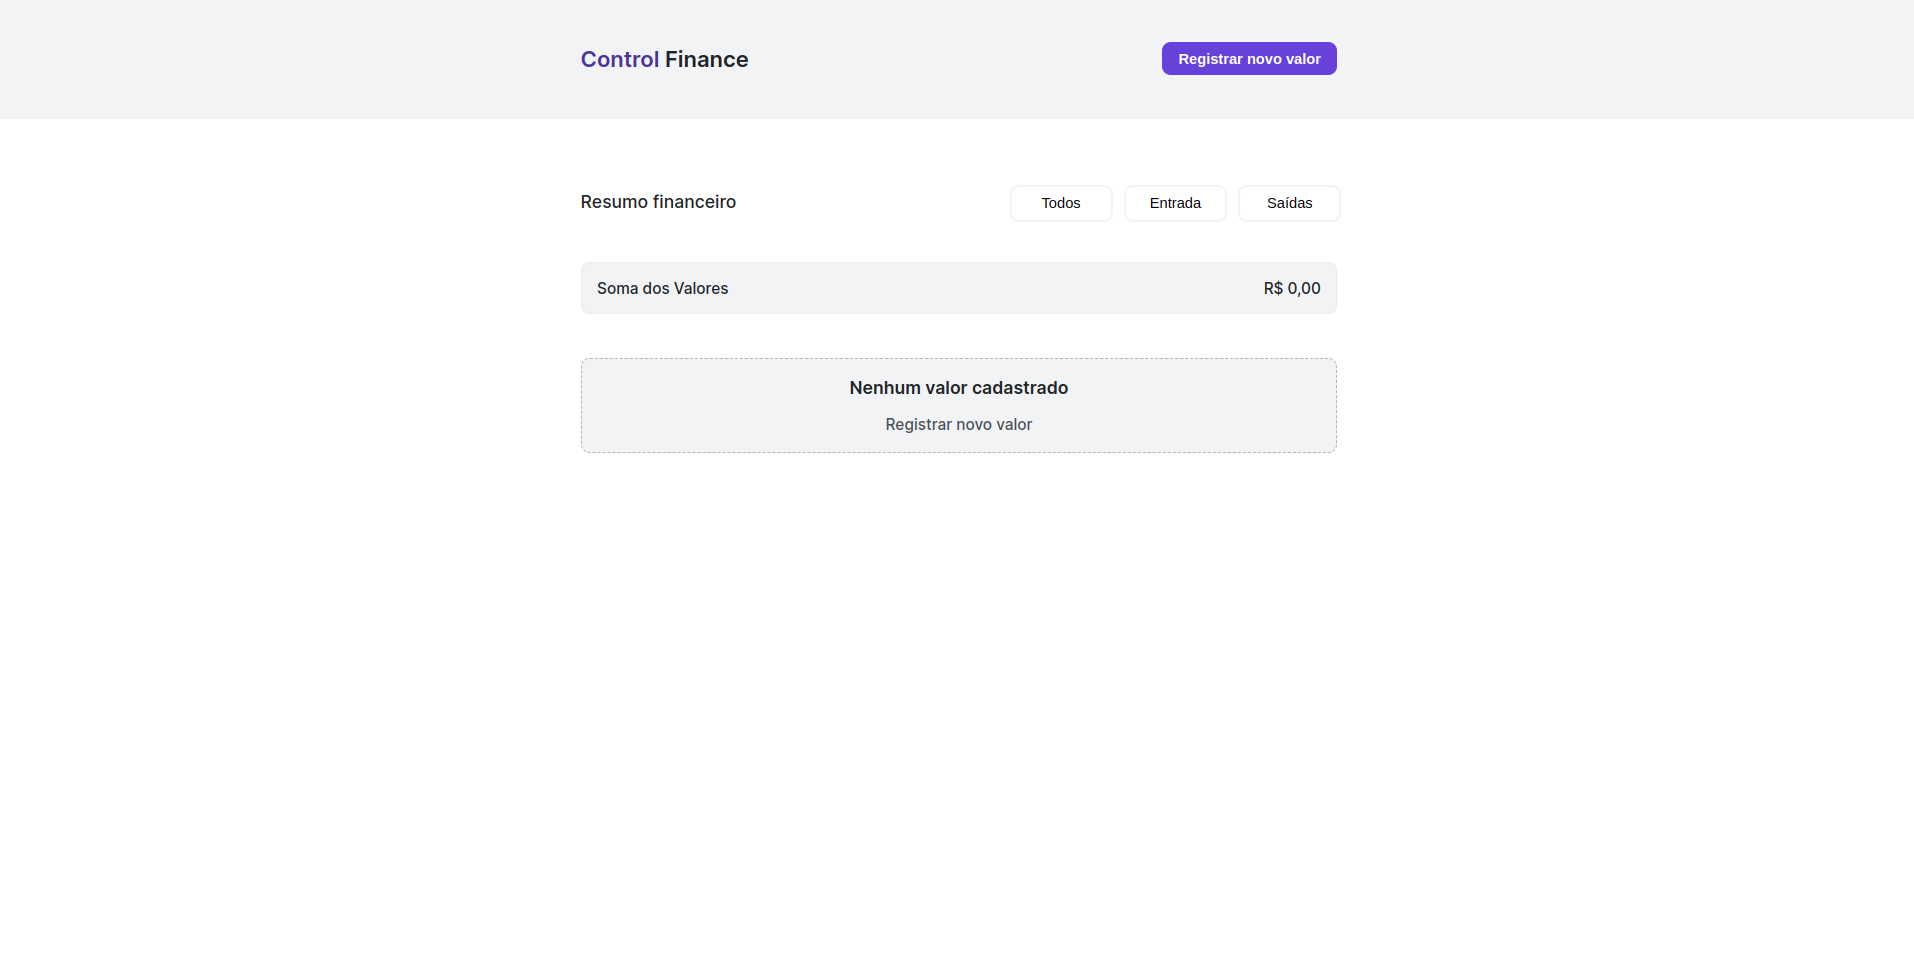 Control Finance
Registrar novo valor
Resumo financeiro
Todos
Entrada
Saídas
Soma dos Valores
R$ 0,00
Nenhum valor cadastrado
Registrar novo valor